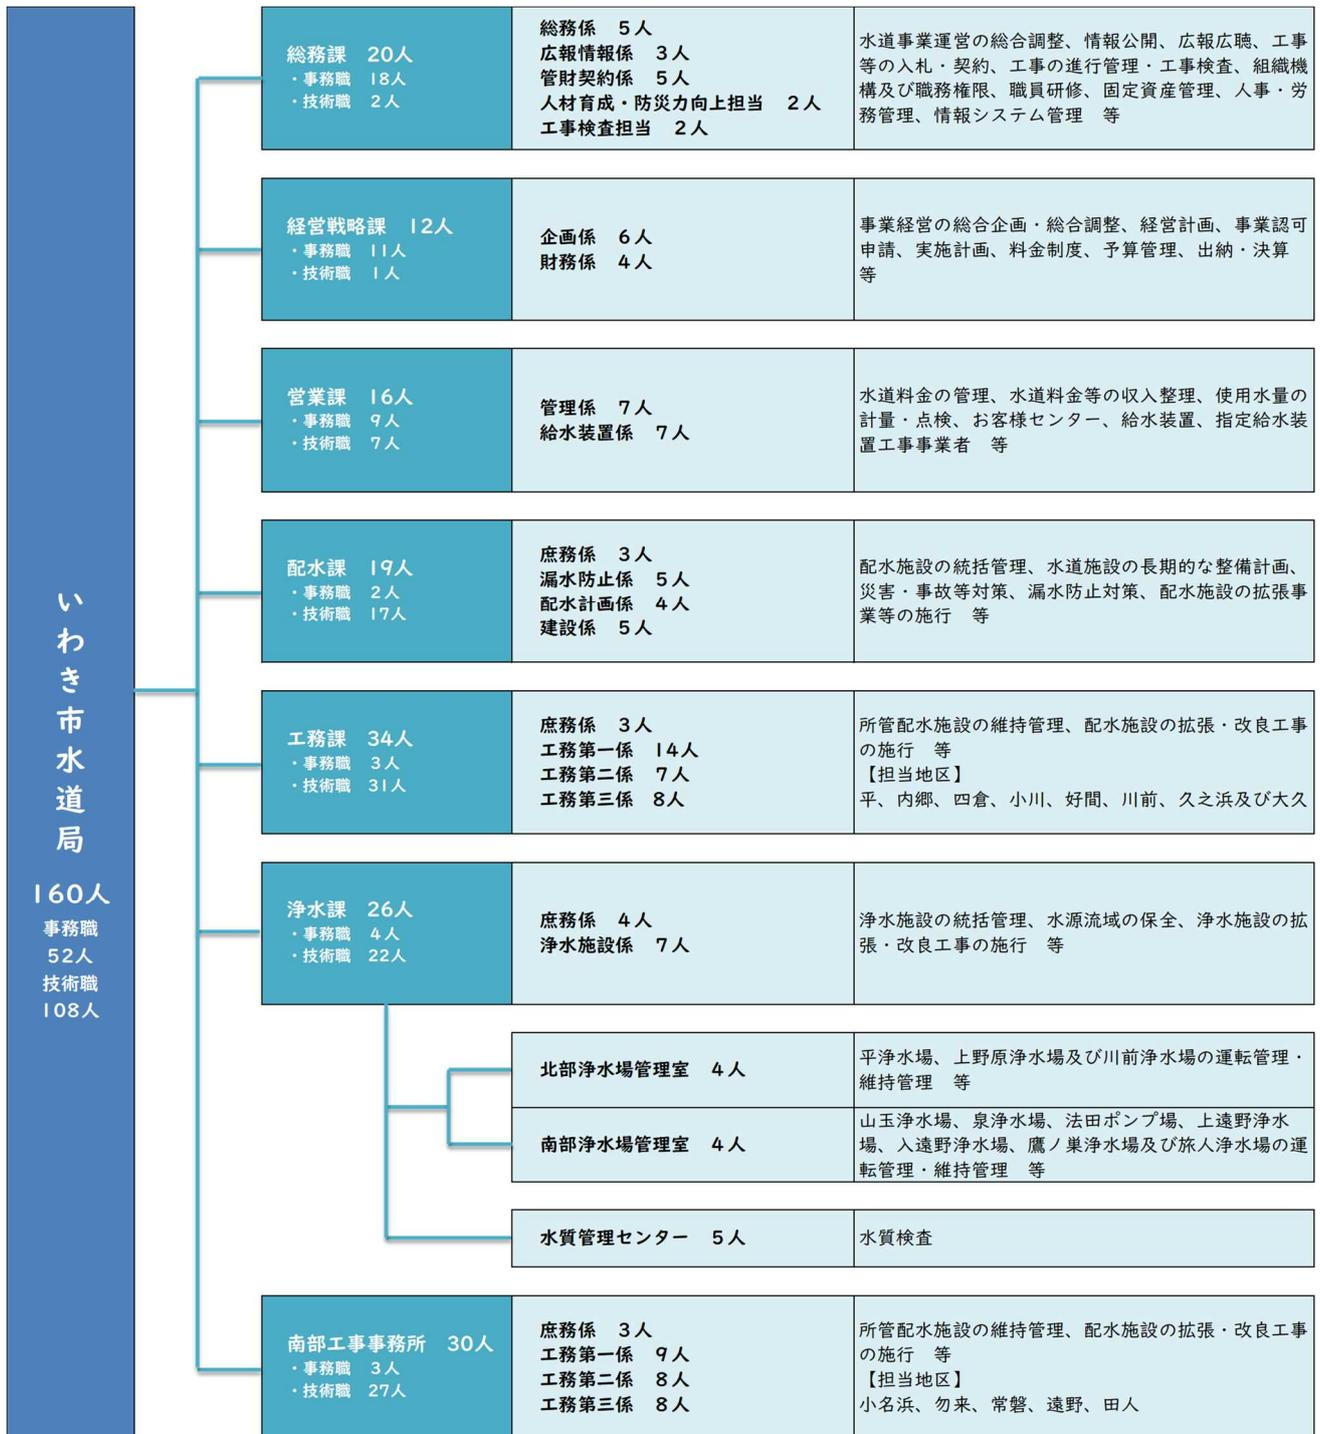 いわき市水道局
160人
事務職
52人
技術職
108人
総務課　20人
・事務職　18人
・技術職　2人
総務係　5人
広報情報係　3人
管財契約係　5人
人材育成・防災力向上担当　2人
工事検査担当　2人
水道事業運営の総合調整、情報公開、広報広聴、工事
等の入札・契約、工事の進行管理・工事検査、組織機
構及び職務権限、職員研修、固定資産管理、人事・労
務管理、情報システム管理　等
経営戦略課　12人
・事務職　11人
・技術職　1人
企画係　6人
財務係　4人
事業経営の総合企画・総合調整、経営計画、事業認可
申請、実施計画、料金制度、予算管理、出納・決算
等
営業課　16人
・事務職　9人
・技術職　7人
管理係　7人
給水装置係　7人
水道料金の管理、水道料金等の収入整理、使用水量の
計量・点検、お客様センター、給水装置、指定給水装
置工事事業者　等
配水課　19人
・事務職　2人
・技術職　17人
庶務係　3人
漏水防止係　5人
配水計画係　4人
建設係　5人
配水施設の統括管理、水道施設の長期的な整備計画、
災害・事故等対策、漏水防止対策、配水施設の拡張事
業等の施行　等
工務課　34人
・事務職　3人
・技術職　31人
庶務係　3人
工務第一係　14人
工務第二係　7人
工務第三係　8人
所管配水施設の維持管理、配水施設の拡張・改良工事
の施行　等
【担当地区】
平、内郷、四倉、小川、好間、川前、久之浜及び大久
浄水課　26人
・事務職　4人
・技術職　22人
庶務係　4人
浄水施設係　7人
浄水施設の統括管理、水源流域の保全、浄水施設の拡
張・改良工事の施行　等
北部浄水場管理室　4人
平浄水場、上野原浄水場及び川前浄水場の運転管理・
維持管理　等
南部浄水場管理室　4人
山玉浄水場、泉浄水場、法田ポンプ場、上遠野浄水
場、入遠野浄水場、鷹ノ巣浄水場及び旅人浄水場の運
転管理・維持管理　等
水質管理センター　5人
水質検査
南部工事事務所　30人
・事務職　3人
・技術職　27人
庶務係　3人
工務第一係　9人
工務第二係　8人
工務第三係　8人
所管配水施設の維持管理、配水施設の拡張・改良工事
の施行　等
【担当地区】
小名浜、勿来、常磐、遠野、田人